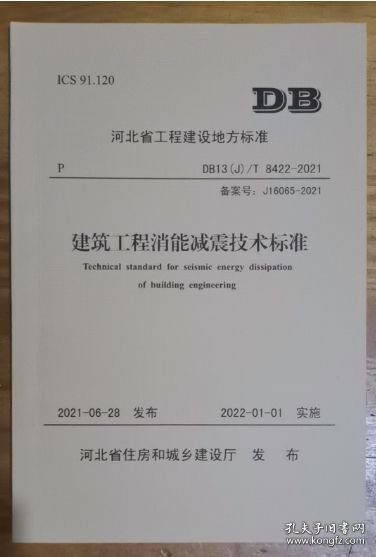 ICS 91.120
DB
河北省工程建设地方标准
P DB13(J)/T 8422-2021
备案号：J16065-2021
建筑工程消能减震技术标准
Technical standard for seismic energy dissipation
of building engineering
2021-06-28 发布 2022-01-01 实施
河北省住房和城乡建设厅 发布
孔夫子旧书网
www.kongfz.com